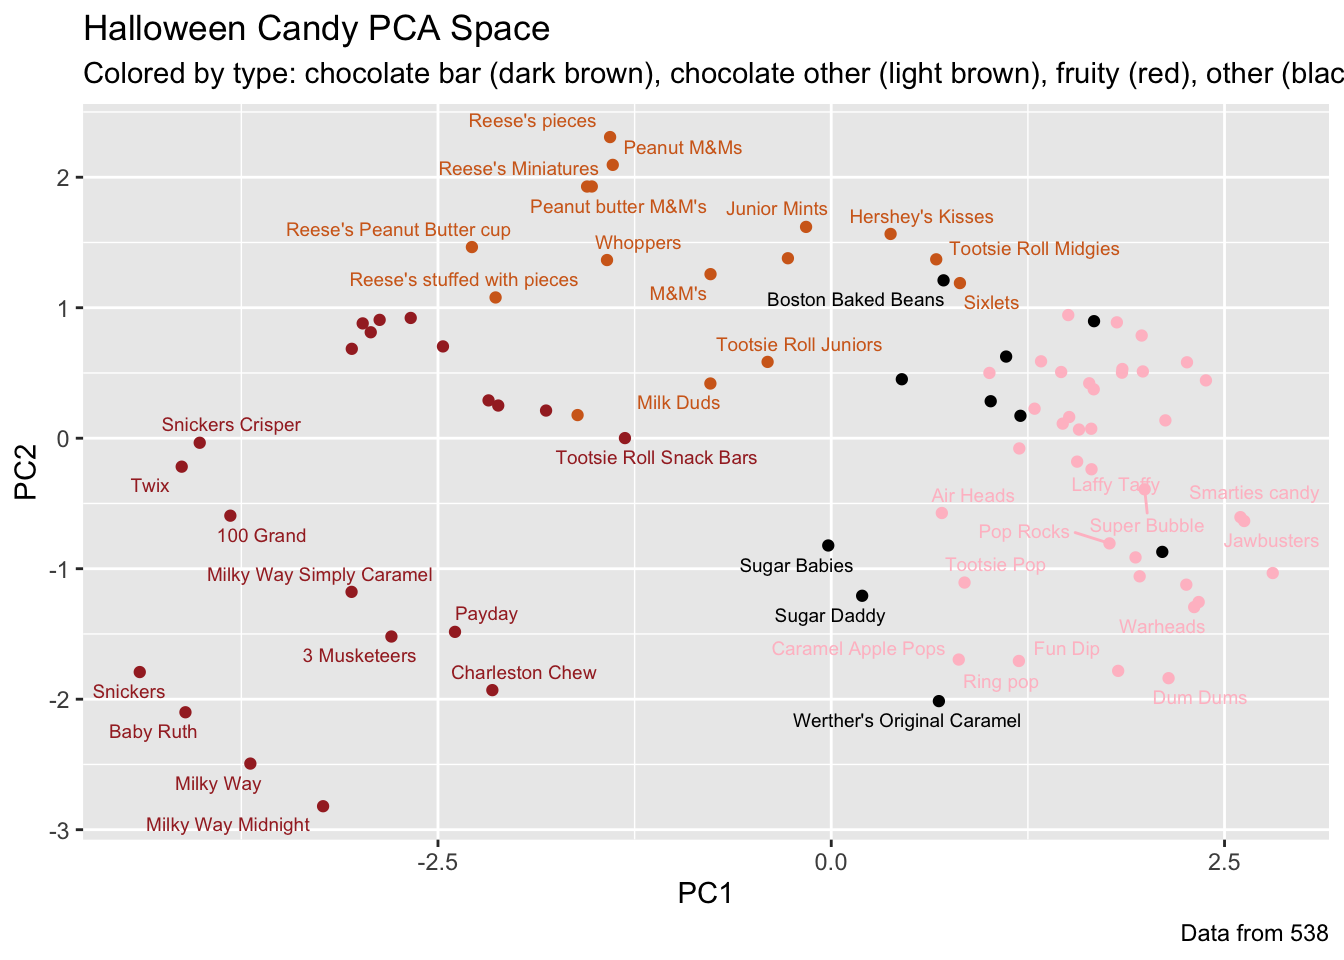 Halloween Candy PCA Space
Colored by type: chocolate bar (dark brown), chocolate other (light brown), fruity (red), other (blac
Reese's pieces
Peanut M&Ms
Reese's Miniatures
Peanut butter M&M's
Junior Mints
Hershey's Kisses
Reese's Peanut Butter cup
Whoppers
Tootsie Roll Midgies
Reese's stuffed with pieces
M&M's
Boston Baked Beans
Sixlets
Tootsie Roll Juniors
Milk Duds
Snickers Crisper
Tootsie Roll Snack Bars
Twix
Laffy Taffy
Smarties candy
Air Heads
100 Grand
Pop Rocks
Super Bubble
Jawbusters
Sugar Babies
Tootsie Pop
Milky Way Simply Caramel
Payday
Sugar Daddy
Warheads
3 Musketeers
Caramel Apple Pops
Fun Dip
Charleston Chew
Ring pop
Snickers
Dum Dums
Baby Ruth
Werther's Original Caramel
Milky Way
Milky Way Midnight
2
1
0
-1
-2
-3
PC2
-2.5
0.0
2.5
PC1
Data from 538